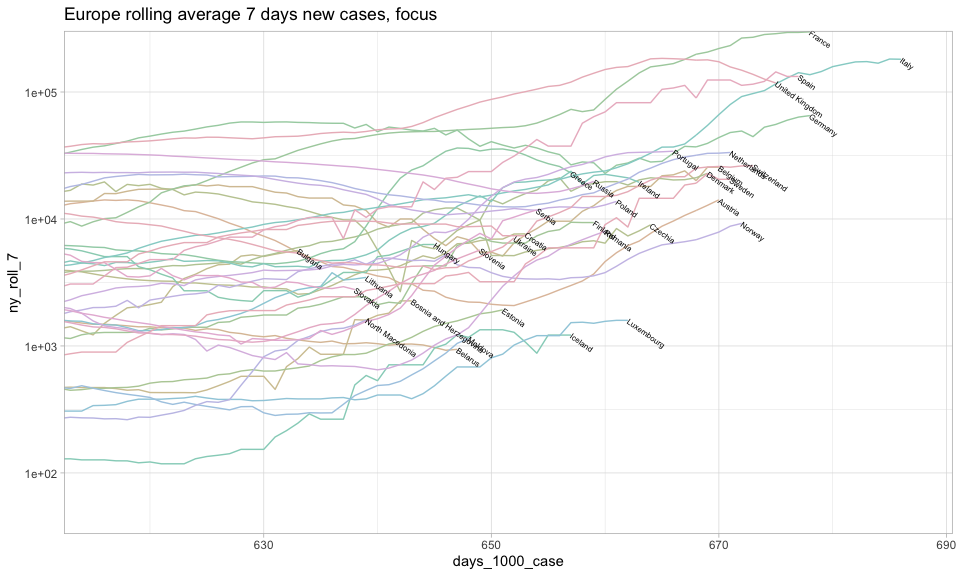 Europe rolling average 7 days new cases, focus
France
Italy
1e+05
Spain
United Kingdom
Germany
Portugal
Netherlands
Switzerland
Belgium
Sweden
Denmark
Greece
Russia
Ireland
Poland
Austria
1e+04
Serbia
Finland
Romania
Czechia
Norway
Croatia
Ukraine
Hungary
Slovenia
Bulgaria
Lithuania
Slovakia
Bosnia and Herzegovina
Estonia
North Macedonia
Moldova
Belarus
Iceland
Luxembourg
1e+03
1e+02
ny_roll_7
630
650
670
690
days_1000_case